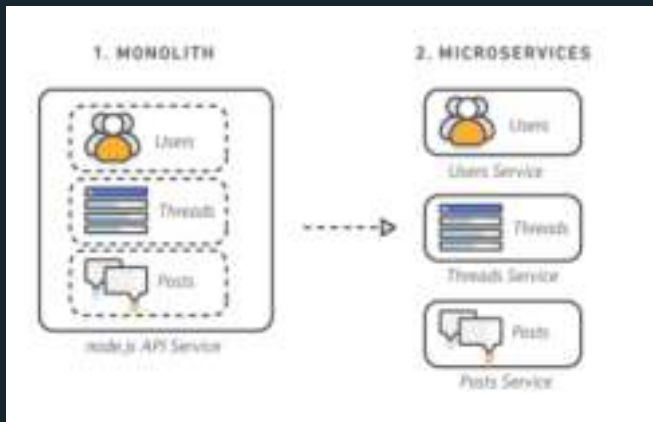 1. MONOLITH
Users
Threads
Posts
node.js API Service
2. MICROSERVICES
Users
Users Service
Threads
Threads Service
Posts
Posts Service